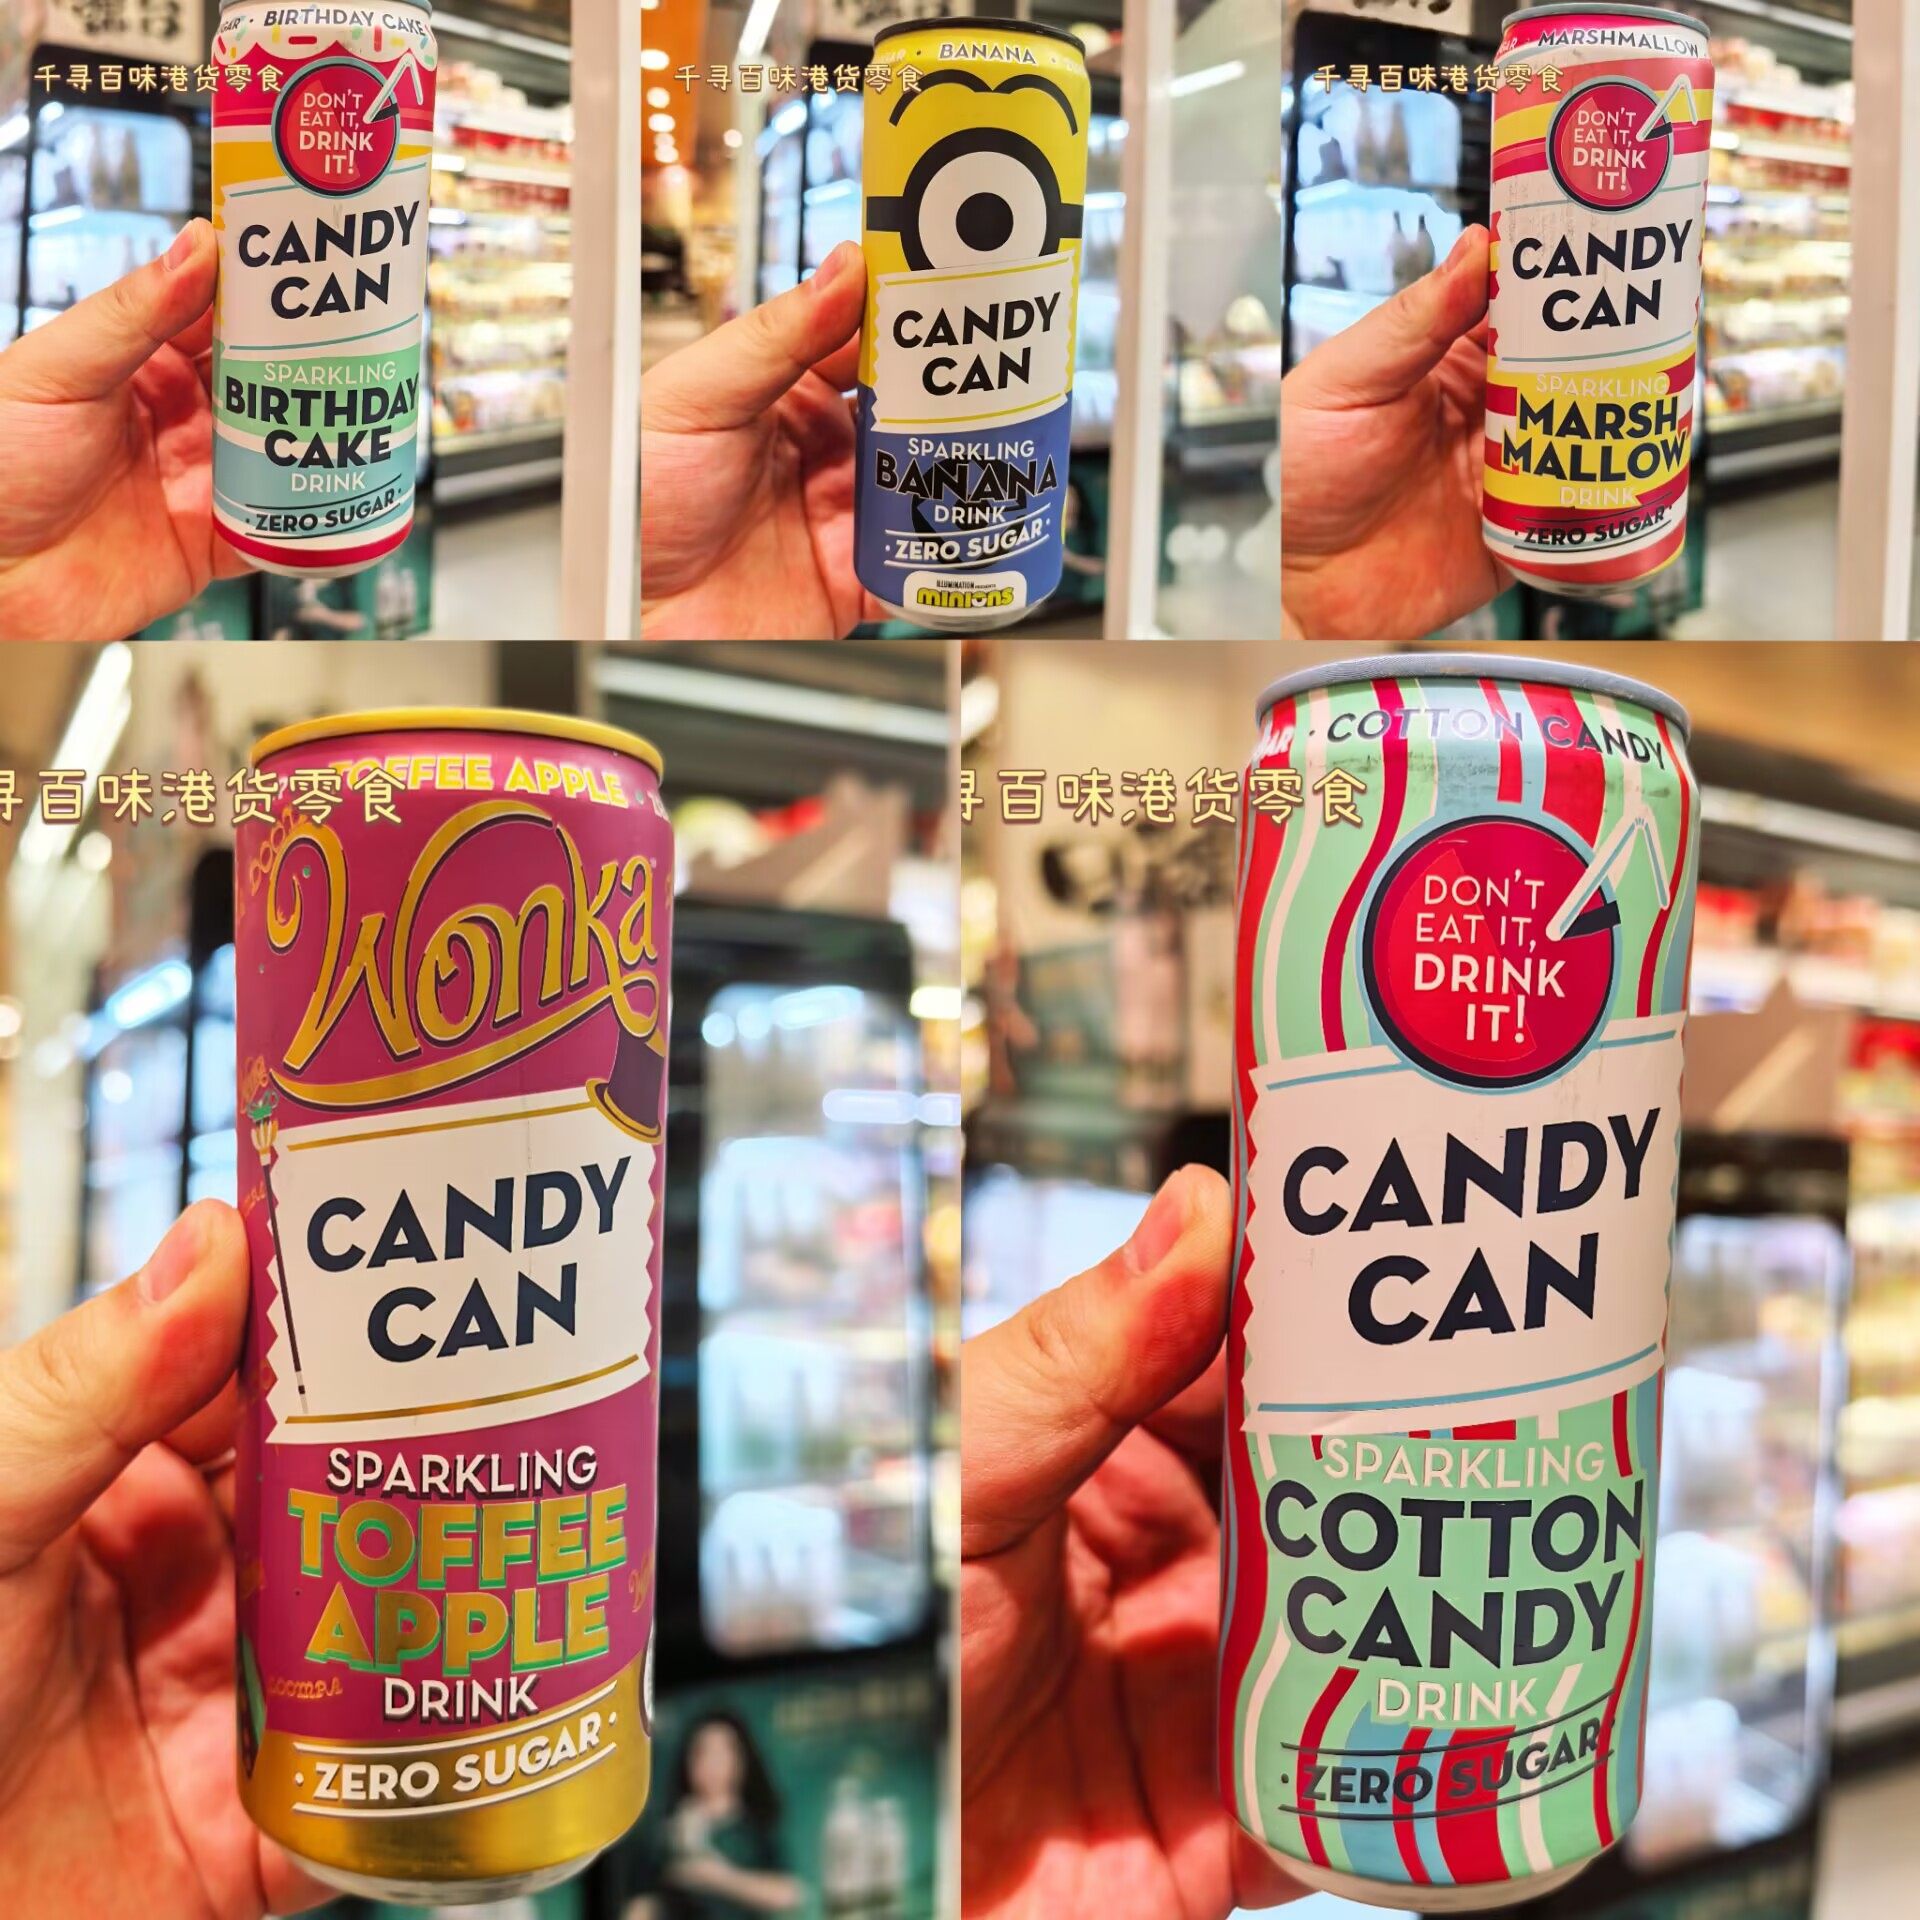 BIRTHDAY CAKE
千寻百味港货零食
DON'T
EAT IT,
DRINK
IT!
CANDY
CAN
SPARKLING
BIRTHDAY
CAKE
DRINK
· ZERO SUGAR ·
· BANANA ·
千寻百味港货零食
CANDY
CAN
SPARKLING
BANANA
DRINK
· ZERO SUGAR ·
ILLUMINATION PRESENTS
minions
· MARSHMALLOW
千寻百味港货零食
DON'T
EAT IT,
DRINK
IT!
CANDY
CAN
SPARKLING
MARSH
MALLOW
DRINK
· ZERO SUGAR ·
TOFFEE APPLE ·
寻百味港货零食
Wonka
CANDY
CAN
SPARKLING
TOFFEE
APPLE
DRINK
LOOMPA
· ZERO SUGAR ·
· COTTON CANDY
寻百味港货零食
DON'T
EAT IT,
DRINK
IT!
CANDY
CAN
SPARKLING
COTTON
CANDY
DRINK
· ZERO SUGAR ·